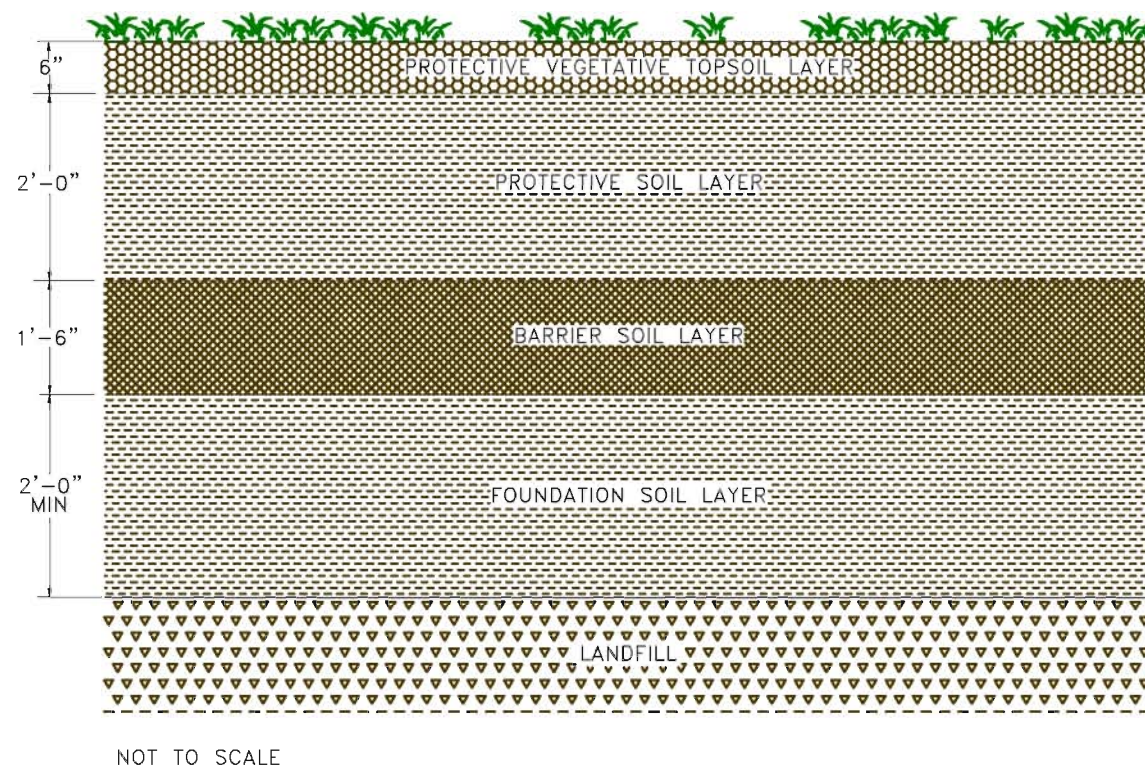 6”
PROTECTIVE VEGETATIVE TOPSOIL LAYER
2’-0”
PROTECTIVE SOIL LAYER
1’-6”
BARRIER SOIL LAYER
2’-0”
MIN
FOUNDATION SOIL LAYER
LANDFILL
NOT TO SCALE